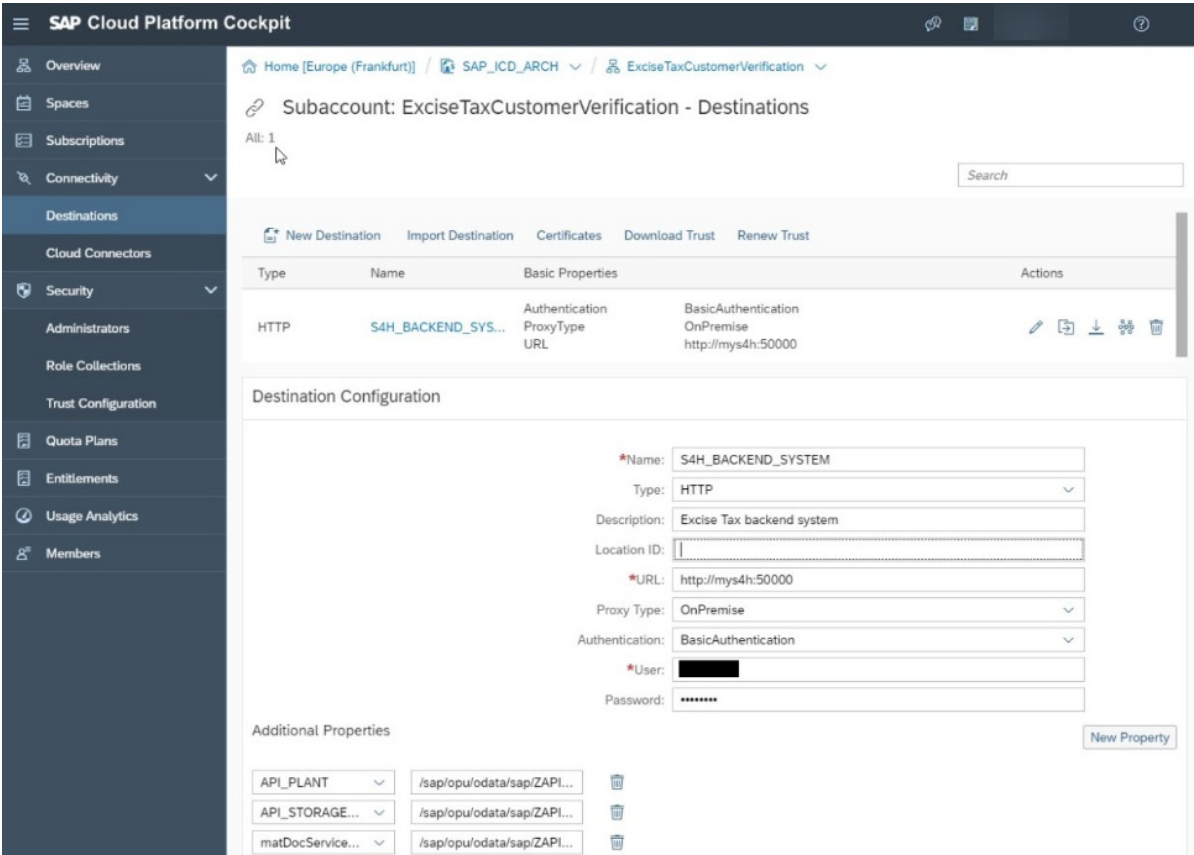 SAP Cloud Platform Cockpit
Overview
Spaces
Subscriptions
Connectivity
Destinations
Cloud Connectors
Security
Administrators
Role Collections
Trust Configuration
Quota Plans
Entitlements
Usage Analytics
Members
Home [Europe (Frankfurt)] / SAP_ICD_ARCH / ExciseTaxCustomerVerification
Subaccount: ExciseTaxCustomerVerification - Destinations
All: 1
Search
New Destination Import Destination Certificates Download Trust Renew Trust
Type Name Basic Properties Actions
HTTP S4H_BACKEND_SYS...
Authentication BasicAuthentication
ProxyType OnPremise
URL http://mys4h:50000
Destination Configuration
*Name: S4H_BACKEND_SYSTEM
Type: HTTP
Description: Excise Tax backend system
Location ID:
*URL: http://mys4h:50000
Proxy Type: OnPremise
Authentication: BasicAuthentication
*User:
Password: ••••••••
Additional Properties
New Property
API_PLANT /sap/opu/odata/sap/ZAPI...
API_STORAGE... /sap/opu/odata/sap/ZAPI...
matDocService... /sap/opu/odata/sap/ZAPI...